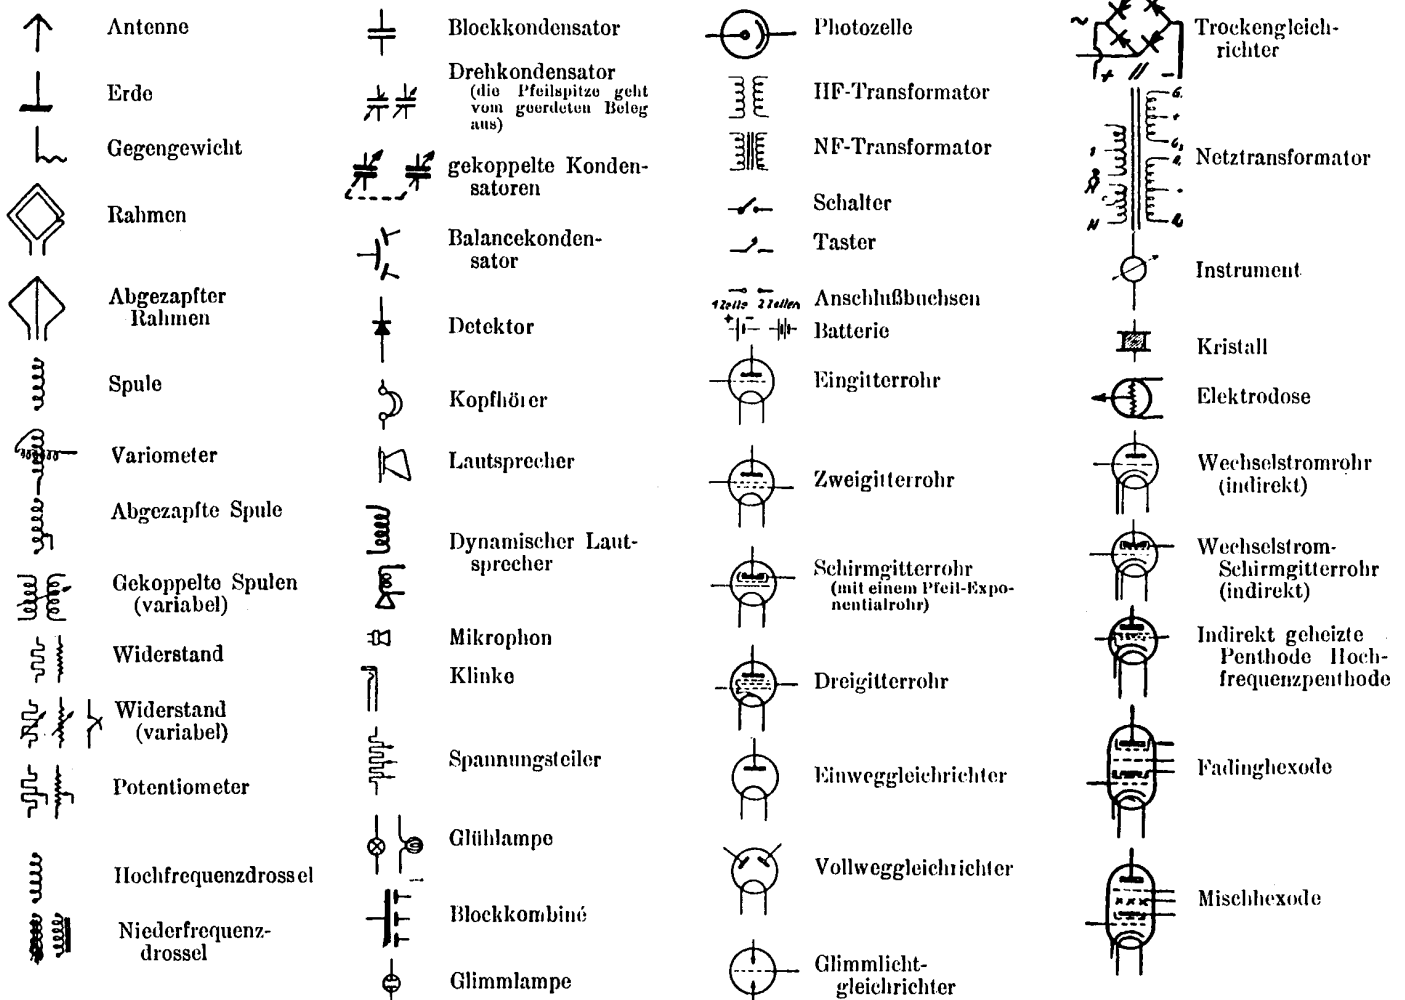 Antenne
Erde
Gegengewicht
Rahmen
Abgezapfter
Rahmen
Spule
Variometer
Abgezapfte Spule
Gekoppelte Spulen
(variabel)
Widerstand
Widerstand
(variabel)
Potentiometer
Hochfrequenzdrossel
Niederfrequenz-
drossel
Blockkondensator
Drehkondensator
(die Pfeilspitze geht
vom geerdeten Beleg
aus)
gekoppelte Konden-
satoren
Balancekonden-
sator
Detektor
Kopfhörer
Lautsprecher
Dynamischer Laut-
sprecher
Mikrophon
Klinke
Spannungsteiler
Glühlampe
Blockkombiné
Glimmlampe
Photozelle
HF-Transformator
NF-Transformator
Schalter
Taster
Anschlußbuchsen
1 Zelle 2 Zellen
+ -
Batterie
Eingitterrohr
Zweigitterrohr
Schirmgitterrohr
(mit einem Pfeil-Expo-
nentialrohr)
Dreigitterrohr
Einweggleichrichter
Vollweggleichrichter
Glimmlicht-
gleichrichter
~
Trockengleich-
richter
+ // -
Netztransformator
Instrument
Kristall
Elektrodose
Wechselstromrohr
(indirekt)
Wechselstrom-
Schirmgitterrohr
(indirekt)
Indirekt geheizte
Penthode Hoch-
frequenzpenthode
Fadinghexode
Mischhexode